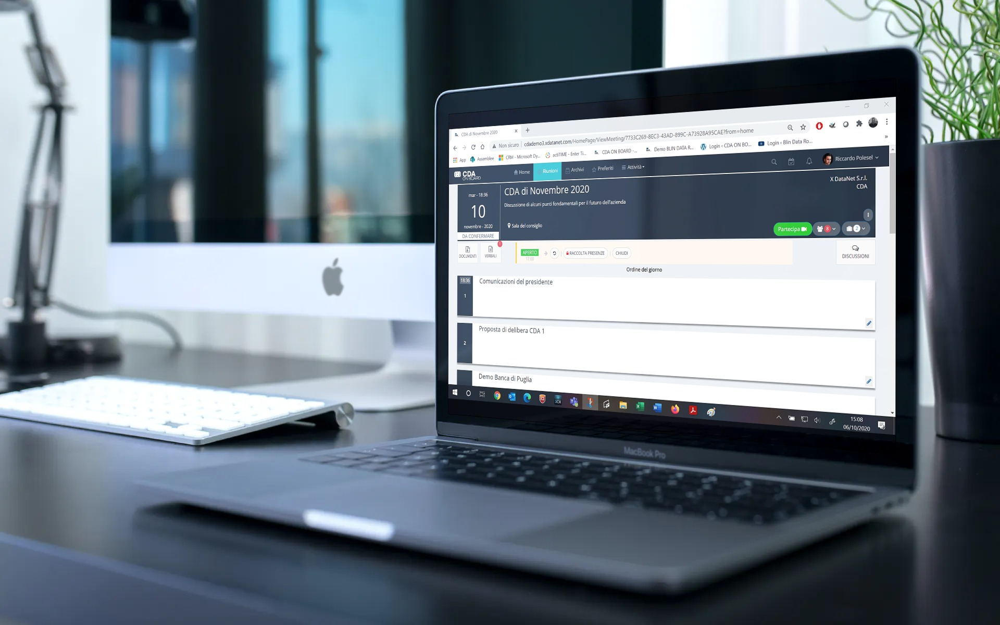 CDA di Novembre 2020
Non sicuro | cdademo3.xdatanet.com/HomePage/ViewMeeting/7733C269-8EC3-43AD-899C-A73928A95CAE?from=home
App Assemblee CRM - Microsoft Dy... actiTIME - Enter Ti... CDA ON BOARD -... Demo BLIN DATA R... Login ‹ CDA ON BO... Login ‹ Blin Data Ro... »
CDA
ON BOARD
Home Riunioni Archivi Preferiti Attività
Riccardo Polesel
mar - 18:36
10
novembre - 2020
DA CONFERMARE
CDA di Novembre 2020
Discussione di alcuni punti fondamentali per il futuro dell'azienda
Sala del consiglio
X DataNet S.r.l.
CDA
Partecipa 8 2
DOCUMENTI
VERBALI 1
APERTO
17:00
RACCOLTA PRESENZE
CHIUDI
DISCUSSIONI
Ordine del giorno
18:36
1
Comunicazioni del presidente
2
Proposta di delibera CDA 1
Demo Banca di Puglia
15:08
06/10/2020
MacBook Pro